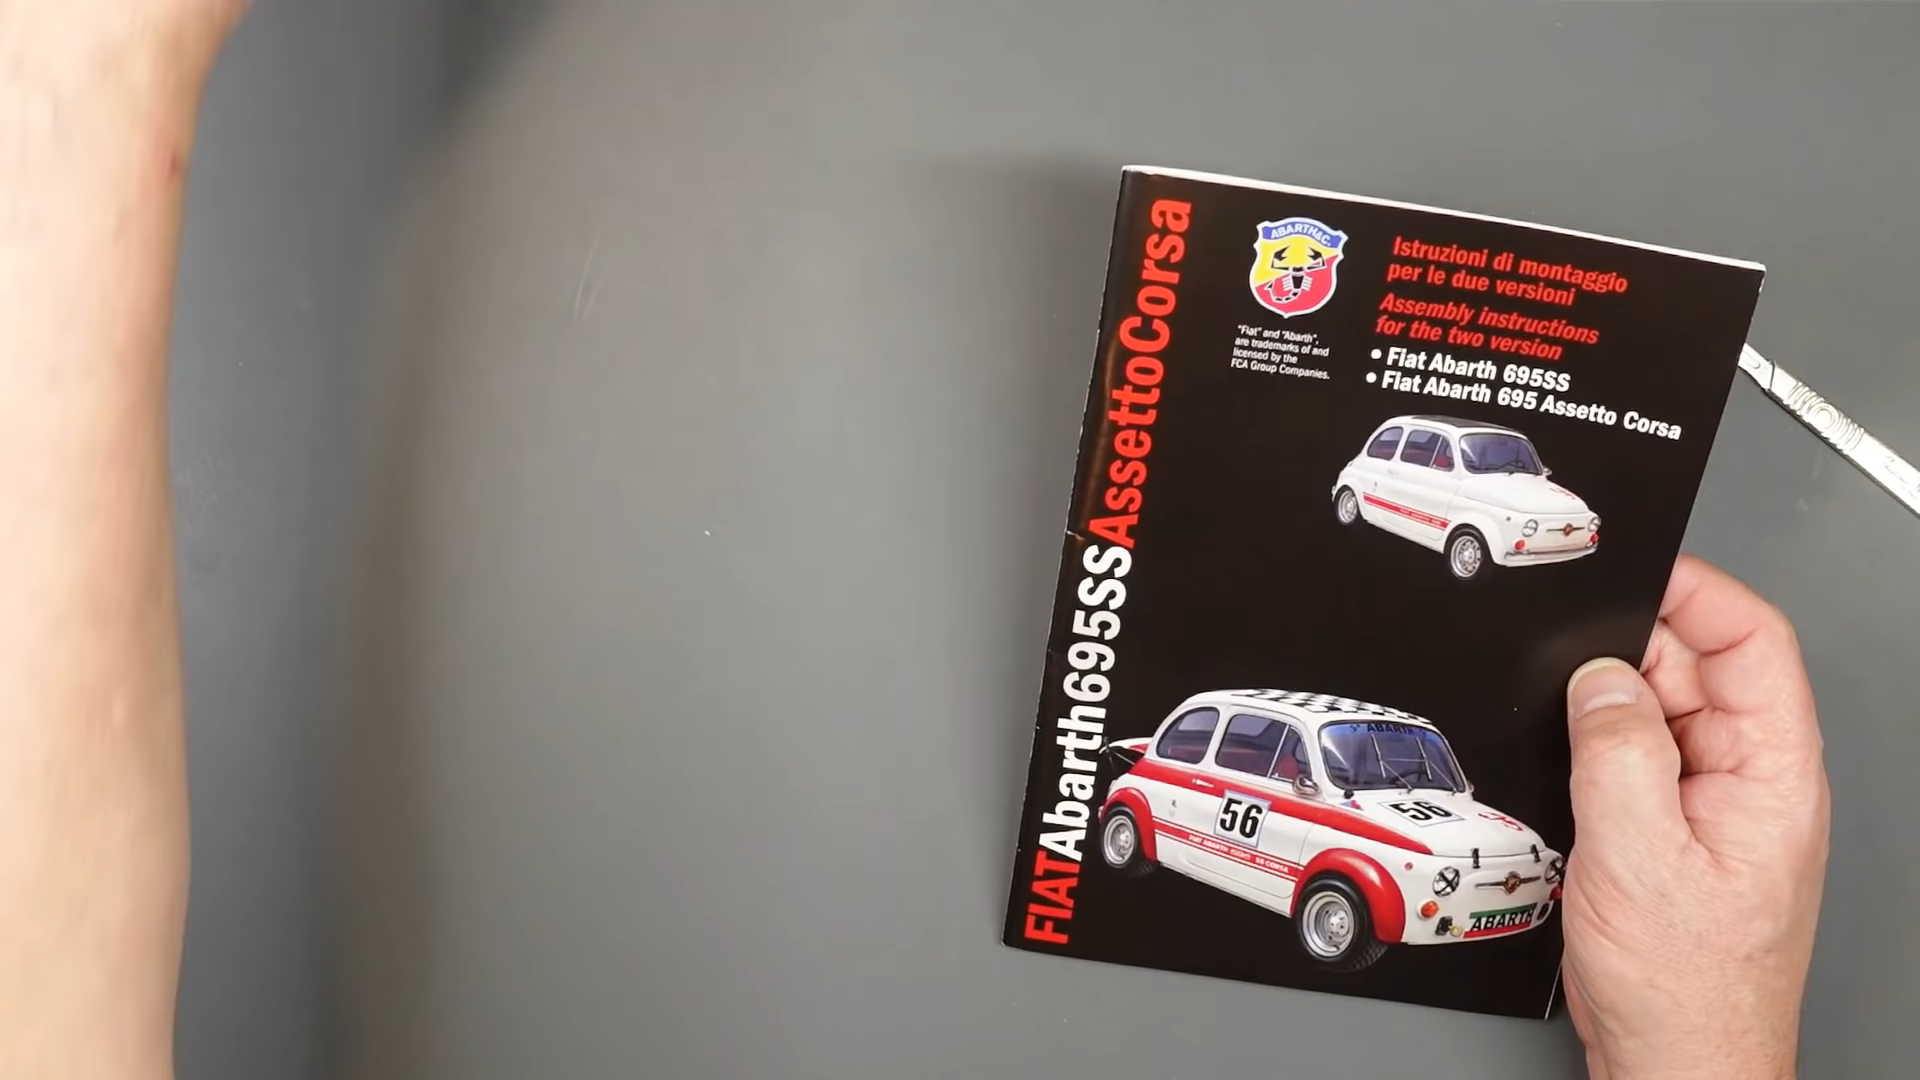 FIATAbarth695SSAssettoCorsa
ABARTH&C.
"Fiat" and "Abarth",
are trademarks of and
licensed by the
FCA Group Companies.
Istruzioni di montaggio
per le due versioni
Assembly instructions
for the two version
• Fiat Abarth 695SS
• Fiat Abarth 695 Assetto Corsa
ABARTH
56
56
ABARTH